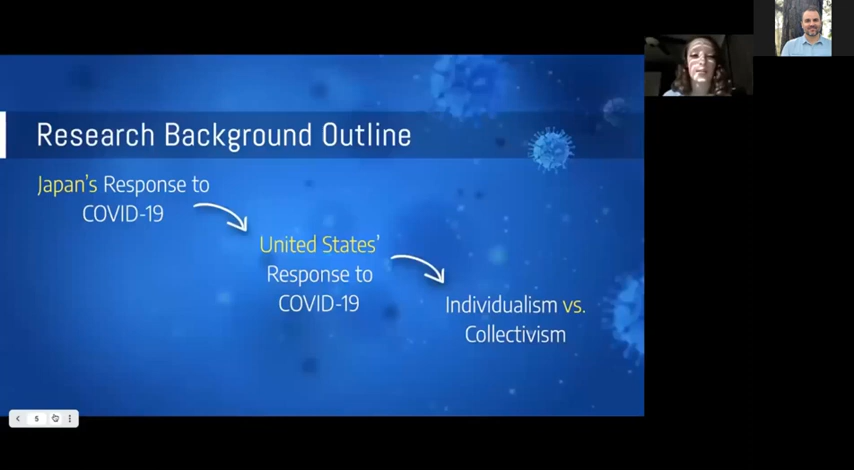 Research Background Outline
Japan's Response to
COVID-19
United States'
Response to
COVID-19
Individualism vs.
Collectivism
5